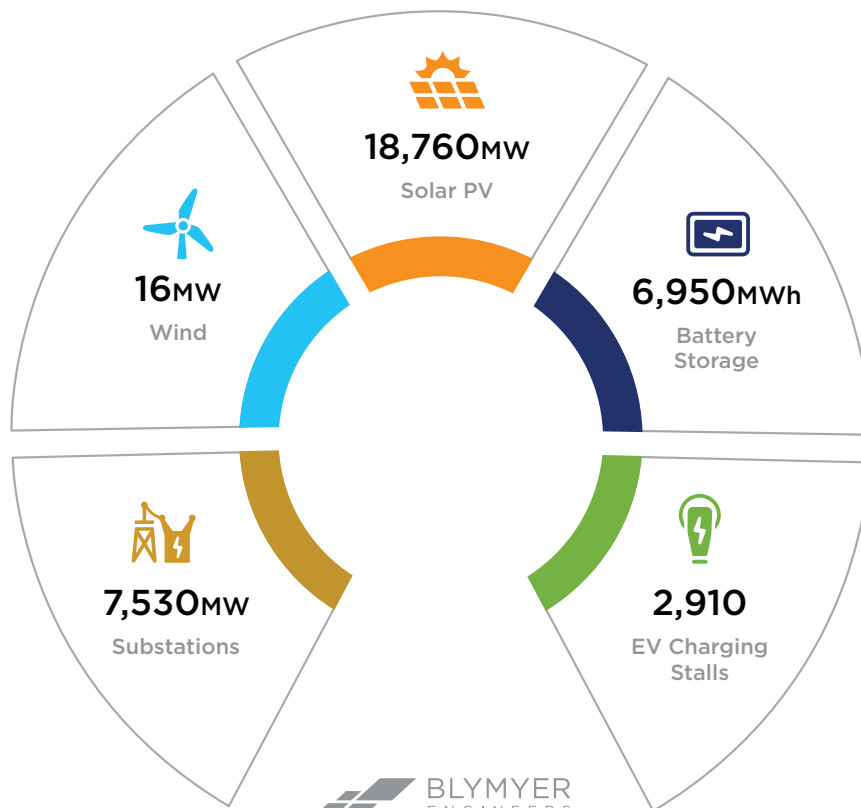 18,760MW
Solar PV
16MW
Wind
6,950MWh
Battery
Storage
7,530MW
Substations
2,910
EV Charging
Stalls
BLYMYER